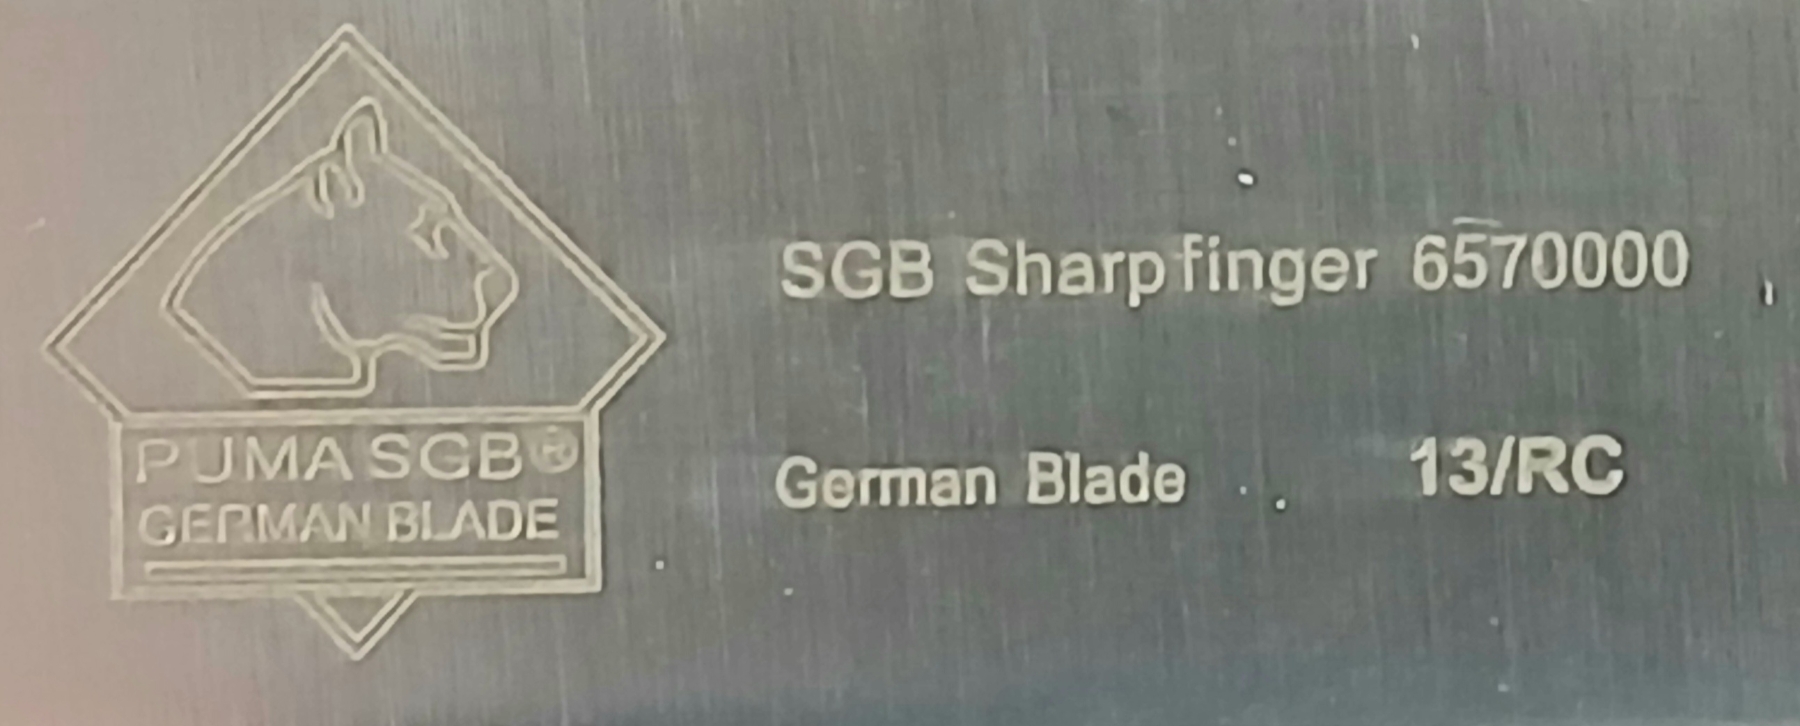 PUMA SGB®
GERMAN BLADE
SGB Sharpfinger 6570000
German Blade 13/RC